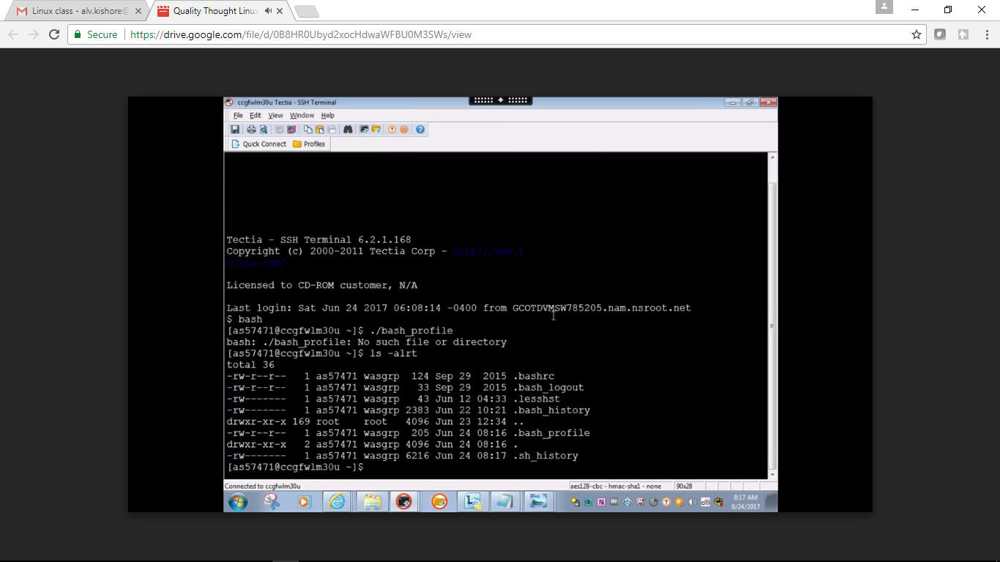 Linux class - alv.kishore@
Quality Thought Linux
Secure
https://drive.google.com/file/d/0B8HR0Ubyd2xocHdwaWFBU0M3SWs/view
ccgfwlm30u Tectia - SSH Terminal
File Edit View Window Help
Quick Connect Profiles
Tectia - SSH Terminal 6.2.1.168
Copyright (c) 2000-2011 Tectia Corp - http://www.t
ectia.com/
Licensed to CD-ROM customer, N/A
Last login: Sat Jun 24 2017 06:08:14 -0400 from GCOTDVMSW785205.nam.nsroot.net
$ bash
[as57471@ccgfwlm30u ~]$ ./bash_profile
bash: ./bash_profile: No such file or directory
[as57471@ccgfwlm30u ~]$ ls -alrt
total 36
-rw-r--r-- 1 as57471 wasgrp 124 Sep 29 2015 .bashrc
-rw-r--r-- 1 as57471 wasgrp 33 Sep 29 2015 .bash_logout
-rw------- 1 as57471 wasgrp 43 Jun 12 04:33 .lesshst
-rw------- 1 as57471 wasgrp 2383 Jun 22 10:21 .bash_history
drwxr-xr-x 169 root root 4096 Jun 23 12:34 ..
-rw-r--r-- 1 as57471 wasgrp 205 Jun 24 08:16 .bash_profile
drwxr-xr-x 2 as57471 wasgrp 4096 Jun 24 08:16 .
-rw------- 1 as57471 wasgrp 6216 Jun 24 08:17 .sh_history
[as57471@ccgfwlm30u ~]$
Connected to ccgfwlm30u
aes128-cbc - hmac-sha1 - none 90x28
citi
8:17 AM
6/24/2017